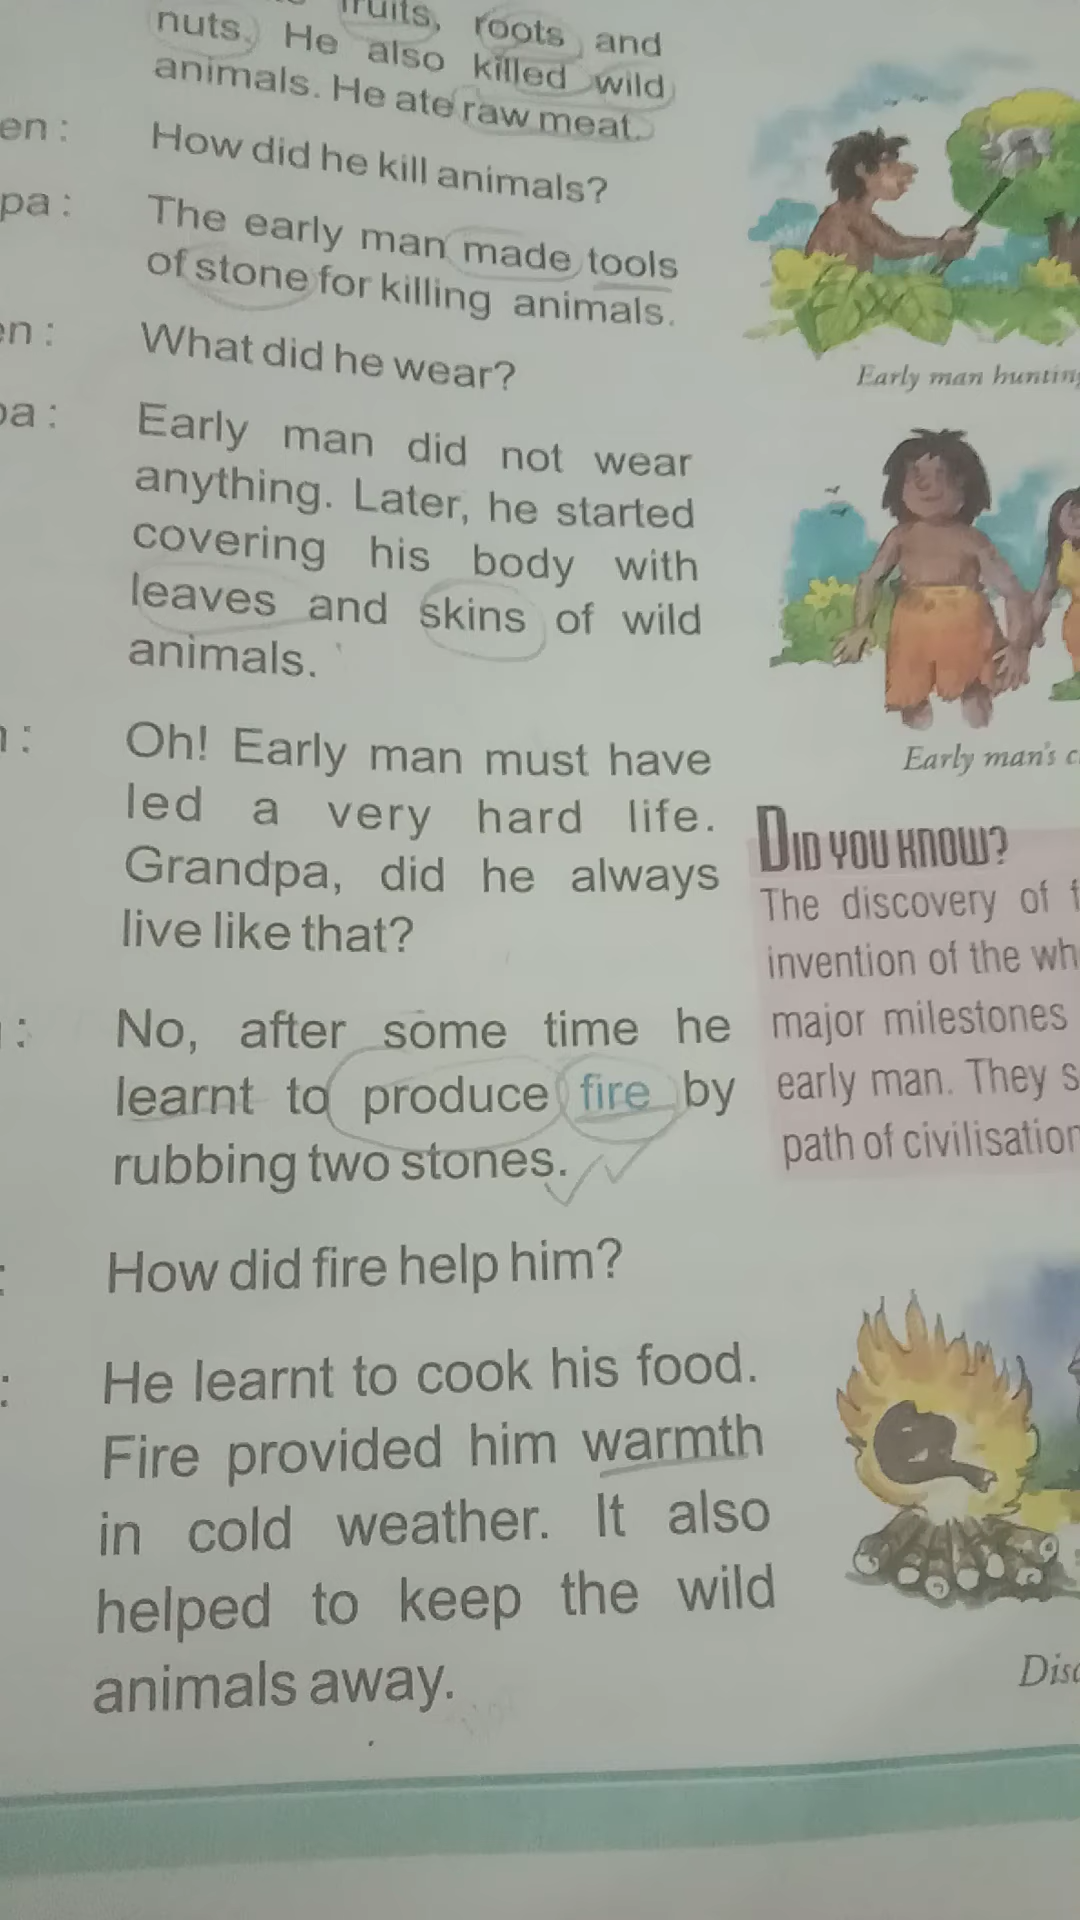 fruits, roots and
nuts. He also killed wild
animals. He ate raw meat.
en : How did he kill animals?
pa : The early man made tools
of stone for killing animals.
en : What did he wear?
pa : Early man did not wear
anything. Later, he started
covering his body with
leaves and skins of wild
animals.
: Oh! Early man must have
led a very hard life.
Grandpa, did he always
live like that?
: No, after some time he
learnt to produce fire by
rubbing two stones.
: How did fire help him?
: He learnt to cook his food.
Fire provided him warmth
in cold weather. It also
helped to keep the wild
animals away.
Early man hunting
Early man's c
DID YOU KNOW?
The discovery of f
invention of the wh
major milestones
early man. They s
path of civilisation
Disc